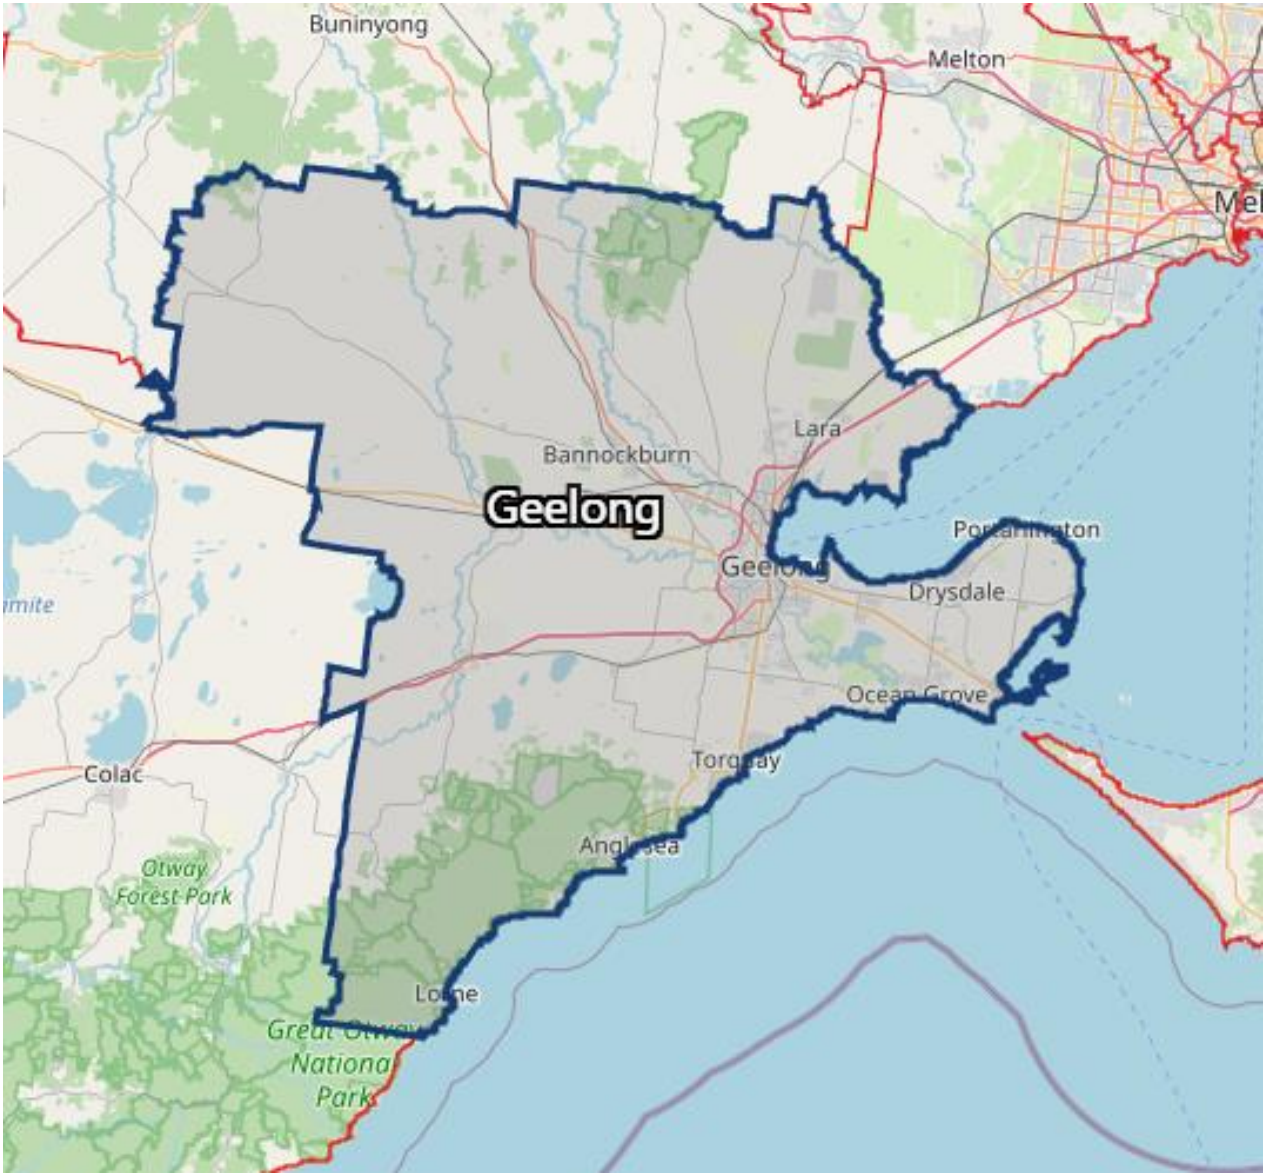 Buninyong
Melton
Mel
Lara
Bannockburn
Geelong
Portarlington
Geelong
Drysdale
amite
Ocean Grove
Torquay
Colac
Anglesea
Otway
Forest Park
Lorne
Great Otway
National
Park